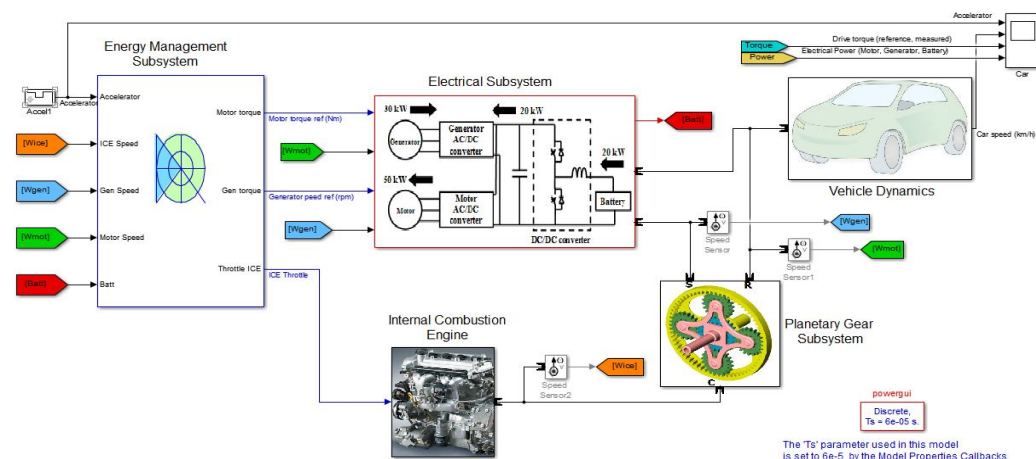 Accelerator
Drive torque (reference, measured)
Torque
Electrical Power (Motor, Generator, Battery)
Power
Car
Energy Management
Subsystem
Electrical Subsystem
Accel1
Accelerator
Accelerator
Motor torque
Motor torque ref (Nm)
30 kW
20 kW
Generator
Generator
AC/DC
converter
[Batt]
Car speed (km/h)
[Wice]
ICE Speed
[Wmot]
20 kW
Vehicle Dynamics
[Wgen]
Gen Speed
Gen torque
Generator peed ref (rpm)
50 kW
Motor
Motor
AC/DC
converter
Battery
DC/DC converter
[Wgen]
[Wmot]
Motor Speed
Speed
Sensor
[Wgen]
Speed
Sensor1
[Wmot]
Throttle ICE
ICE Throttle
[Batt]
Batt
S
R
Internal Combustion
Engine
Planetary Gear
Subsystem
Speed
Sensor2
[Wice]
C
powergui
Discrete,
Ts = 6e-05 s.
The 'Ts' parameter used in this model
is set to 6e-5 by the Model Properties Callbacks